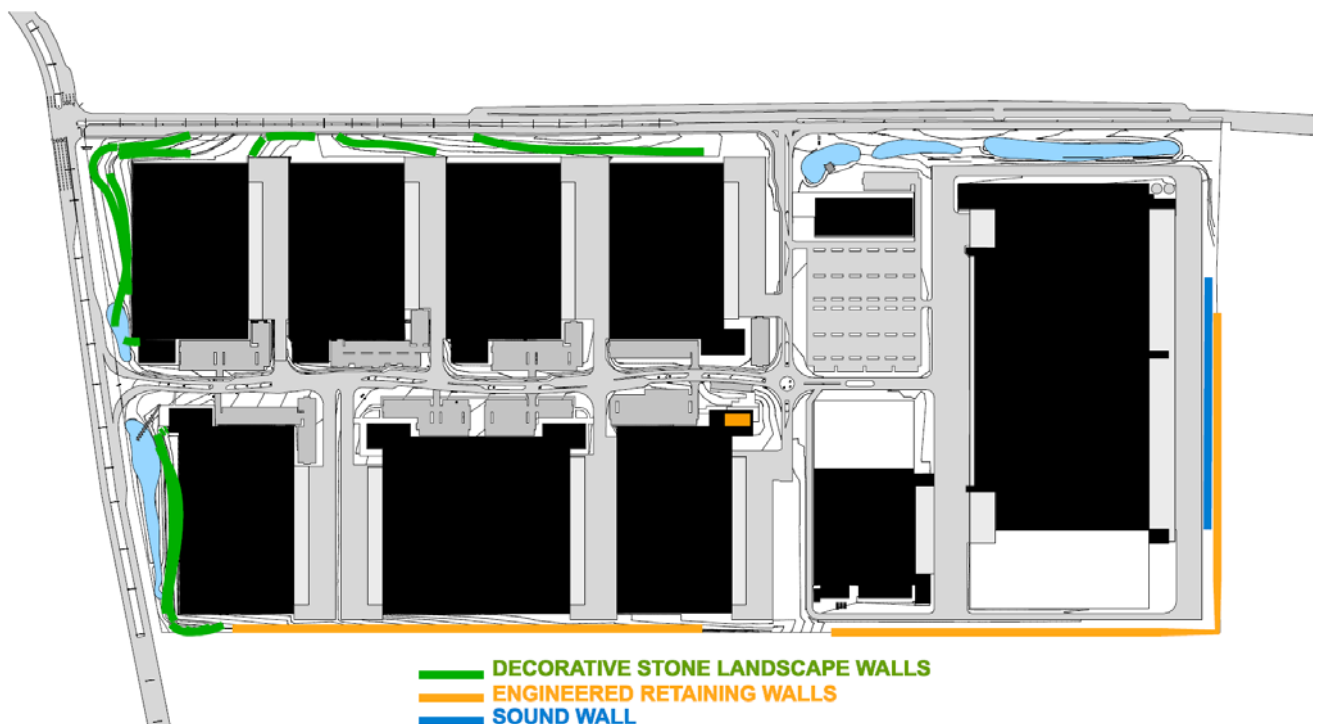 DECORATIVE STONE LANDSCAPE WALLS
ENGINEERED RETAINING WALLS
SOUND WALL